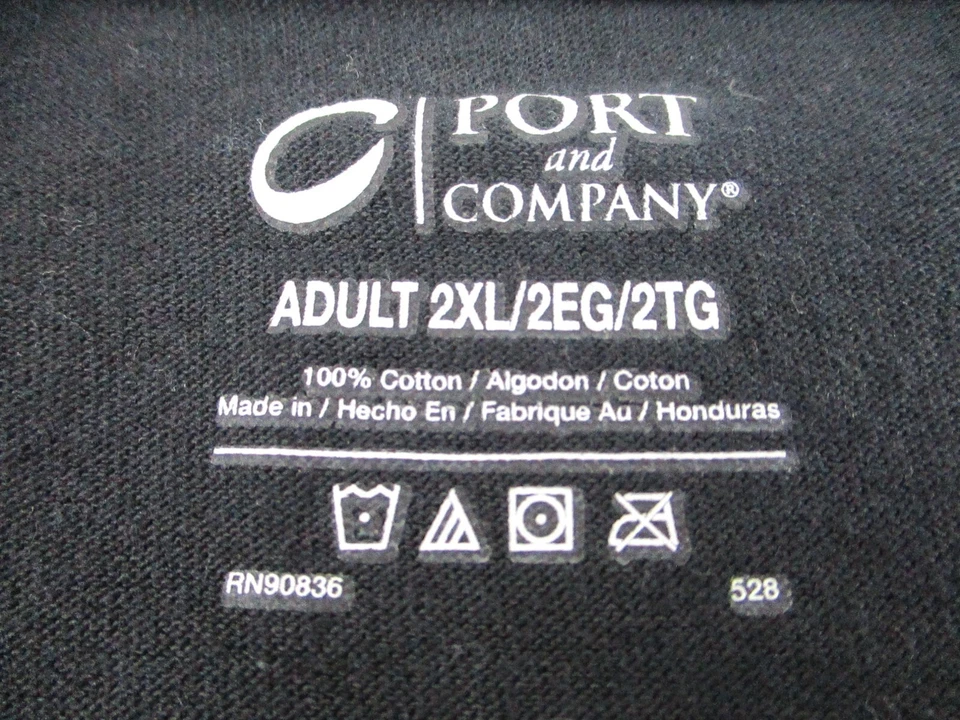 PORT
and
COMPANY®
ADULT 2XL/2EG/2TG
100% Cotton / Algodon / Coton
Made in / Hecho En / Fabrique Au / Honduras
RN90836
528